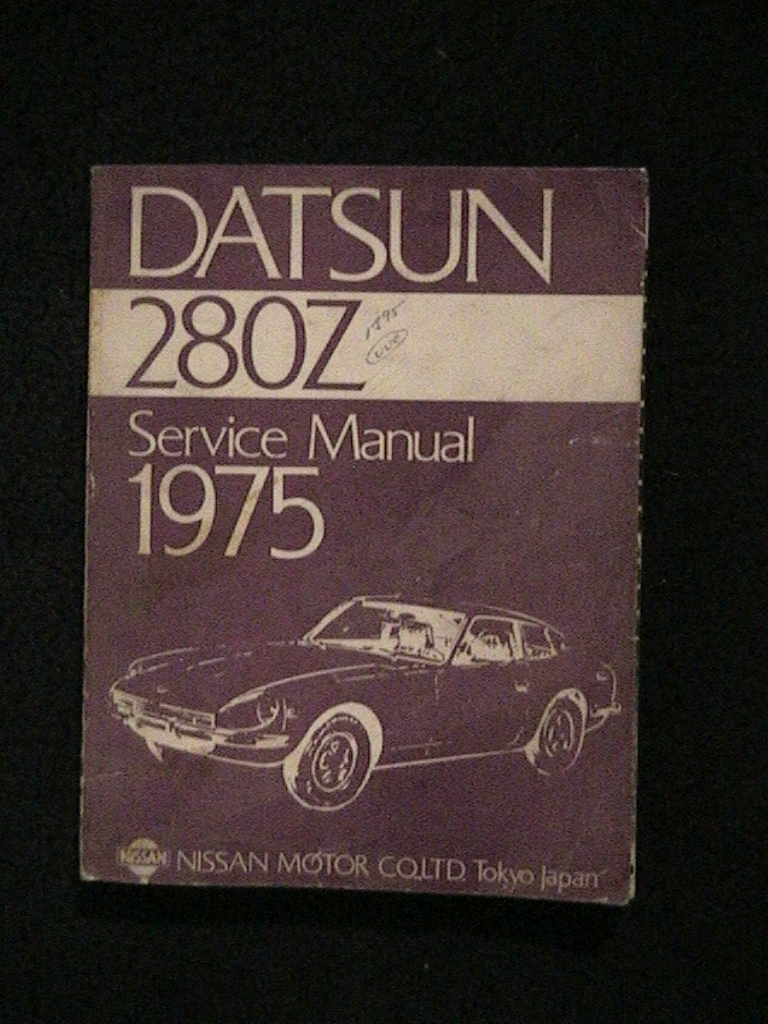 DATSUN
280Z
Service Manual
1975
NISSAN
NISSAN MOTOR CO.,LTD. Tokyo Japan